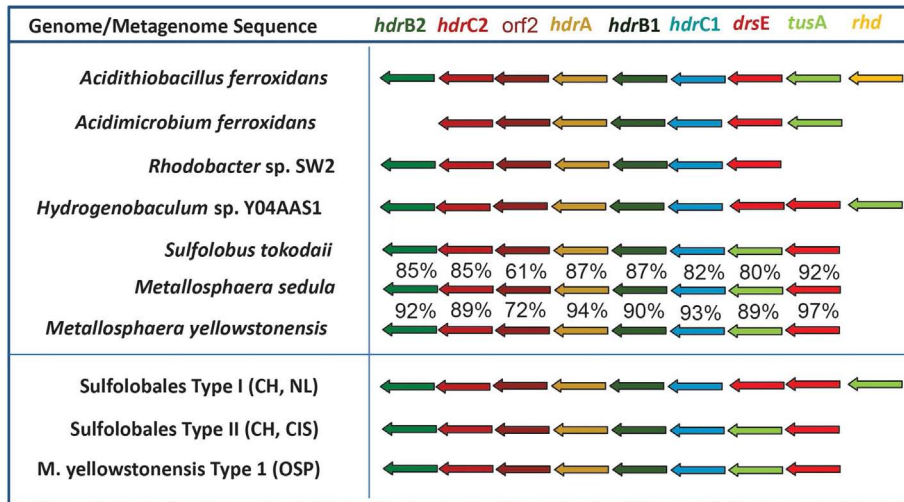 Genome/Metagenome Sequence hdrB2 hdrC2 orf2 hdrA hdrB1 hdrC1 drsE tusA rhd
Acidithiobacillus ferroxidans
Acidimicrobium ferroxidans
Rhodobacter sp. SW2
Hydrogenobaculum sp. Y04AAS1
Sulfolobus tokodaii
85% 85% 61% 87% 87% 82% 80% 92%
Metallosphaera sedula
92% 89% 72% 94% 90% 93% 89% 97%
Metallosphaera yellowstonensis
Sulfolobales Type I (CH, NL)
Sulfolobales Type II (CH, CIS)
M. yellowstonensis Type 1 (OSP)